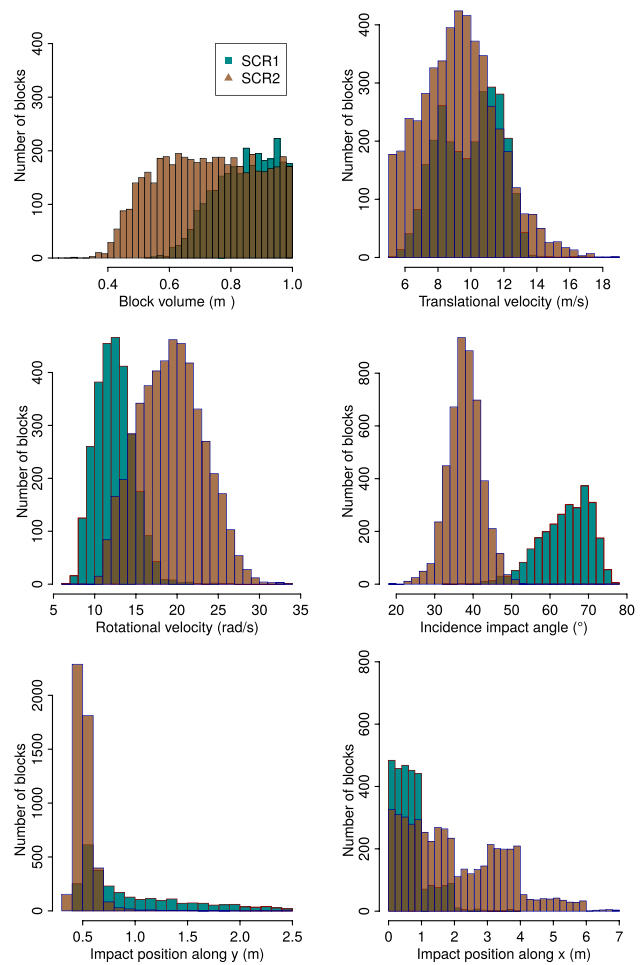 Number of blocks
0 100 200 300 400
0.4 0.6 0.8 1.0
Block volume (m )
SCR1
SCR2
Number of blocks
0 100 200 300 400
6 8 10 12 14 16 18
Translational velocity (m/s)
Number of blocks
0 100 200 300 400
5 10 15 20 25 30 35
Rotational velocity (rad/s)
Number of blocks
0 200 400 600 800
20 30 40 50 60 70 80
Incidence impact angle (°)
Number of blocks
0 500 1000 1500 2000
0.5 1.0 1.5 2.0 2.5
Impact position along y (m)
Number of blocks
0 200 400 600 800
0 1 2 3 4 5 6 7
Impact position along x (m)